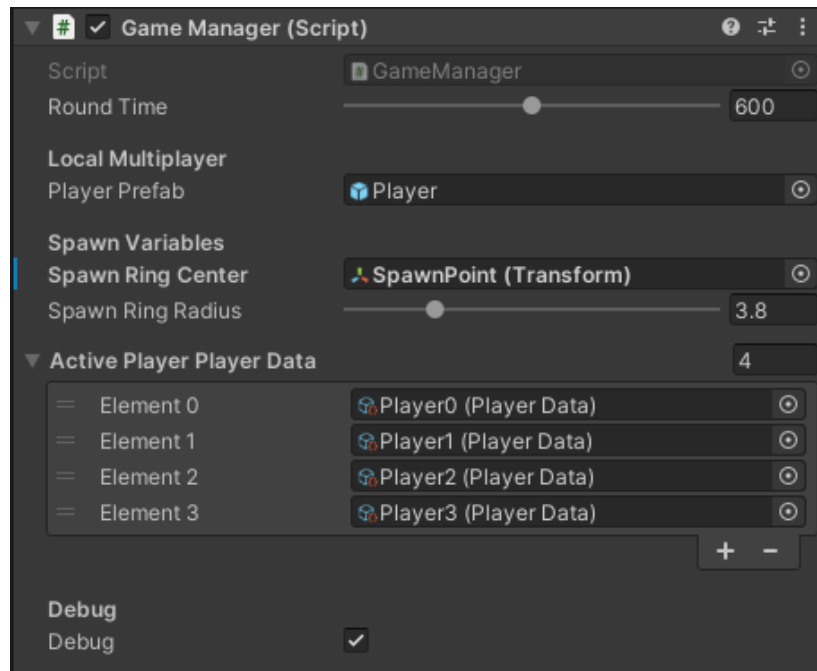 # Game Manager (Script)
Script GameManager
Round Time 600
Local Multiplayer
Player Prefab Player
Spawn Variables
Spawn Ring Center SpawnPoint (Transform)
Spawn Ring Radius 3.8
Active Player Player Data 4
Element 0 Player0 (Player Data)
Element 1 Player1 (Player Data)
Element 2 Player2 (Player Data)
Element 3 Player3 (Player Data)
+ −
Debug
Debug